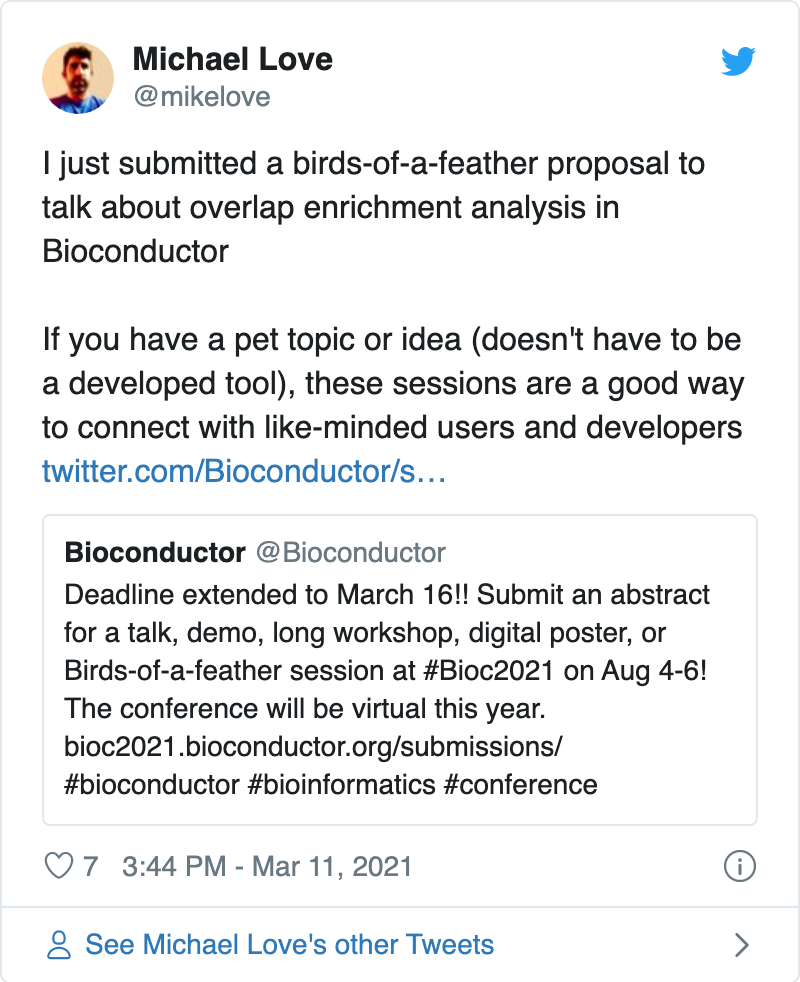 Michael Love
@mikelove
I just submitted a birds-of-a-feather proposal to
talk about overlap enrichment analysis in
Bioconductor
If you have a pet topic or idea (doesn't have to be
a developed tool), these sessions are a good way
to connect with like-minded users and developers
twitter.com/Bioconductor/s…
Bioconductor @Bioconductor
Deadline extended to March 16!! Submit an abstract
for a talk, demo, long workshop, digital poster, or
Birds-of-a-feather session at #Bioc2021 on Aug 4-6!
The conference will be virtual this year.
bioc2021.bioconductor.org/submissions/
#bioconductor #bioinformatics #conference
7 3:44 PM - Mar 11, 2021
See Michael Love's other Tweets